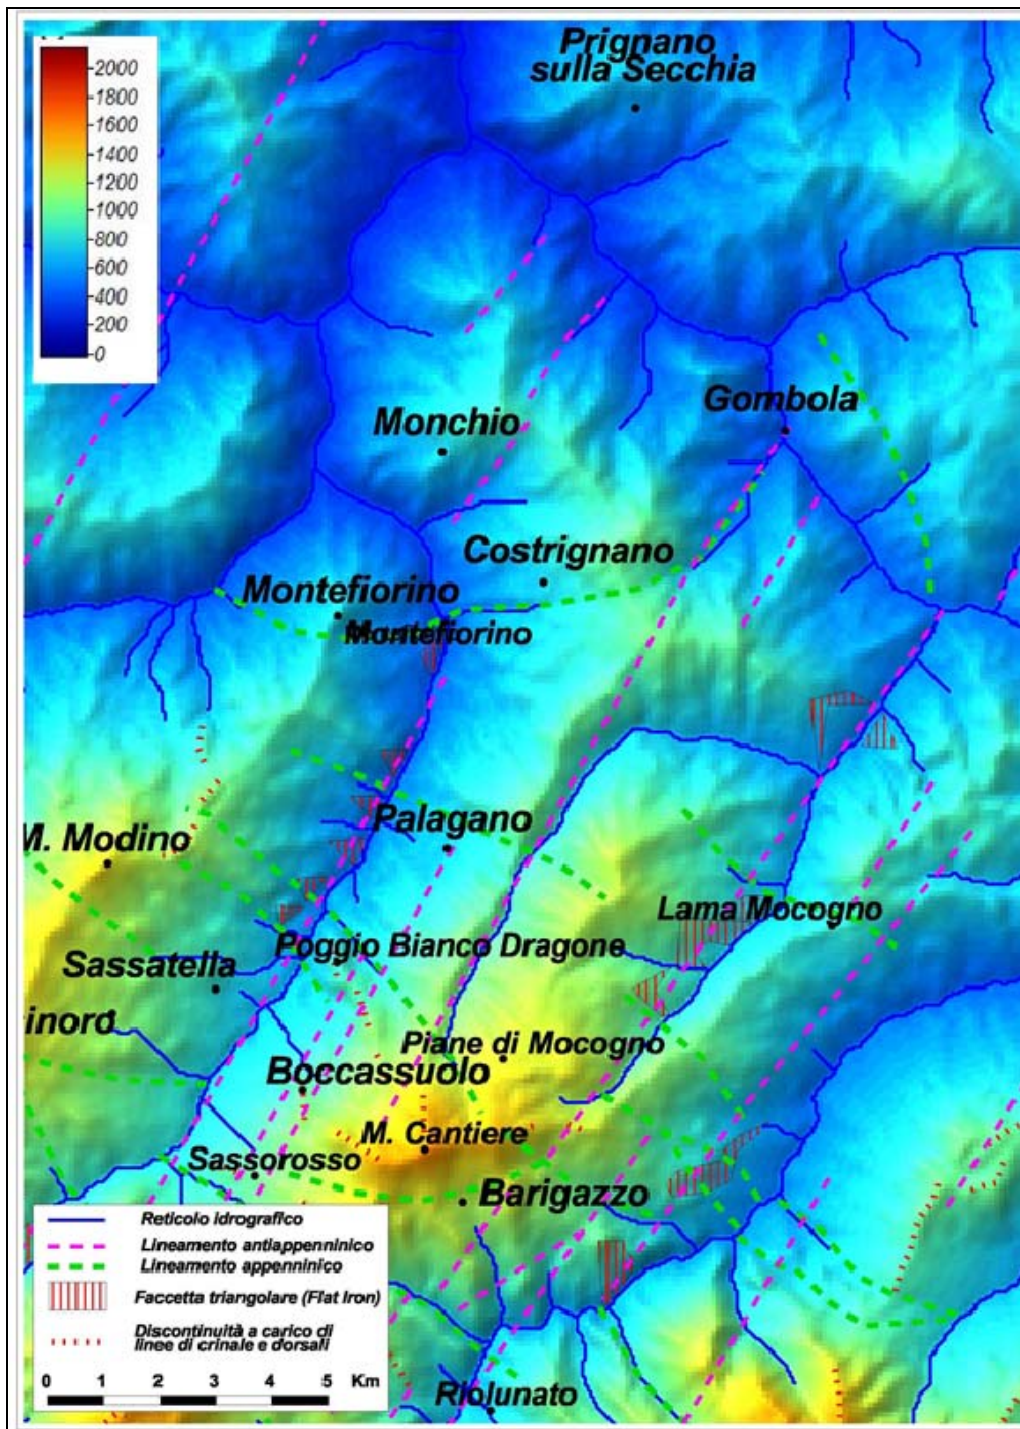 Prignano
sulla Secchia
2000
1800
1600
1400
1200
1000
800
600
400
200
0
Gombola
Monchio
Costrignano
Montefiorino
Montefiorino
Palagano
M. Modino
Lama Mocogno
Poggio Bianco Dragone
Sassatella
inord
Piane di Mocogno
Boccassuolo
M. Cantiere
Sassorosso
Barigazzo
Reticolo idrografico
Lineamento antiappenninico
Lineamento appenninico
Faccetta triangolare (Flat Iron)
Discontinuità a carico di
linee di crinale e dorsali
0 1 2 3 4 5 Km
Riolunato